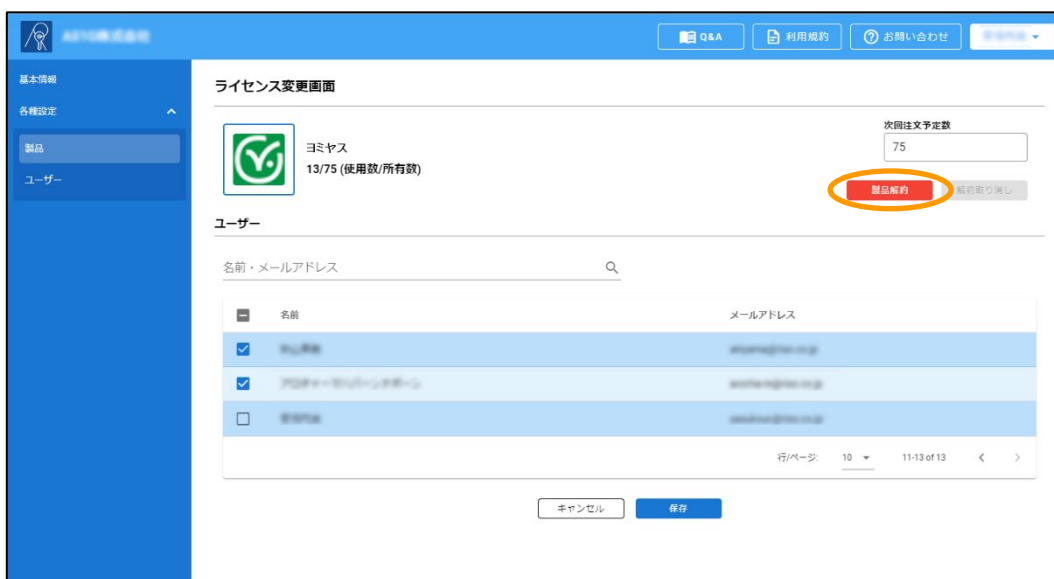 Q&A
利用規約
お問い合わせ
基本情報
各種設定
製品
ユーザー
ライセンス変更画面
ヨミヤス
13/75 (使用数/所有数)
次回注文予定数
75
製品解約
解約取り消し
ユーザー
名前・メールアドレス
名前
メールアドレス
行/ページ:
10
11-13 of 13
キャンセル
保存